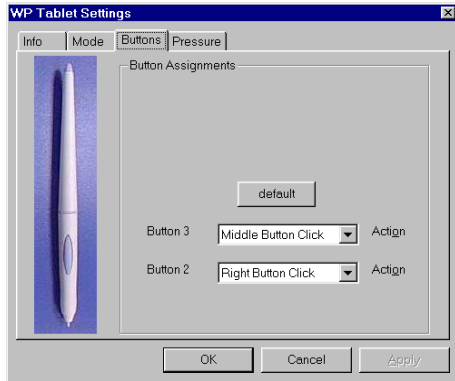 WP Tablet Settings
Info Mode Buttons Pressure
Button Assignments
default
Button 3 Middle Button Click Action
Button 2 Right Button Click Action
OK Cancel Apply